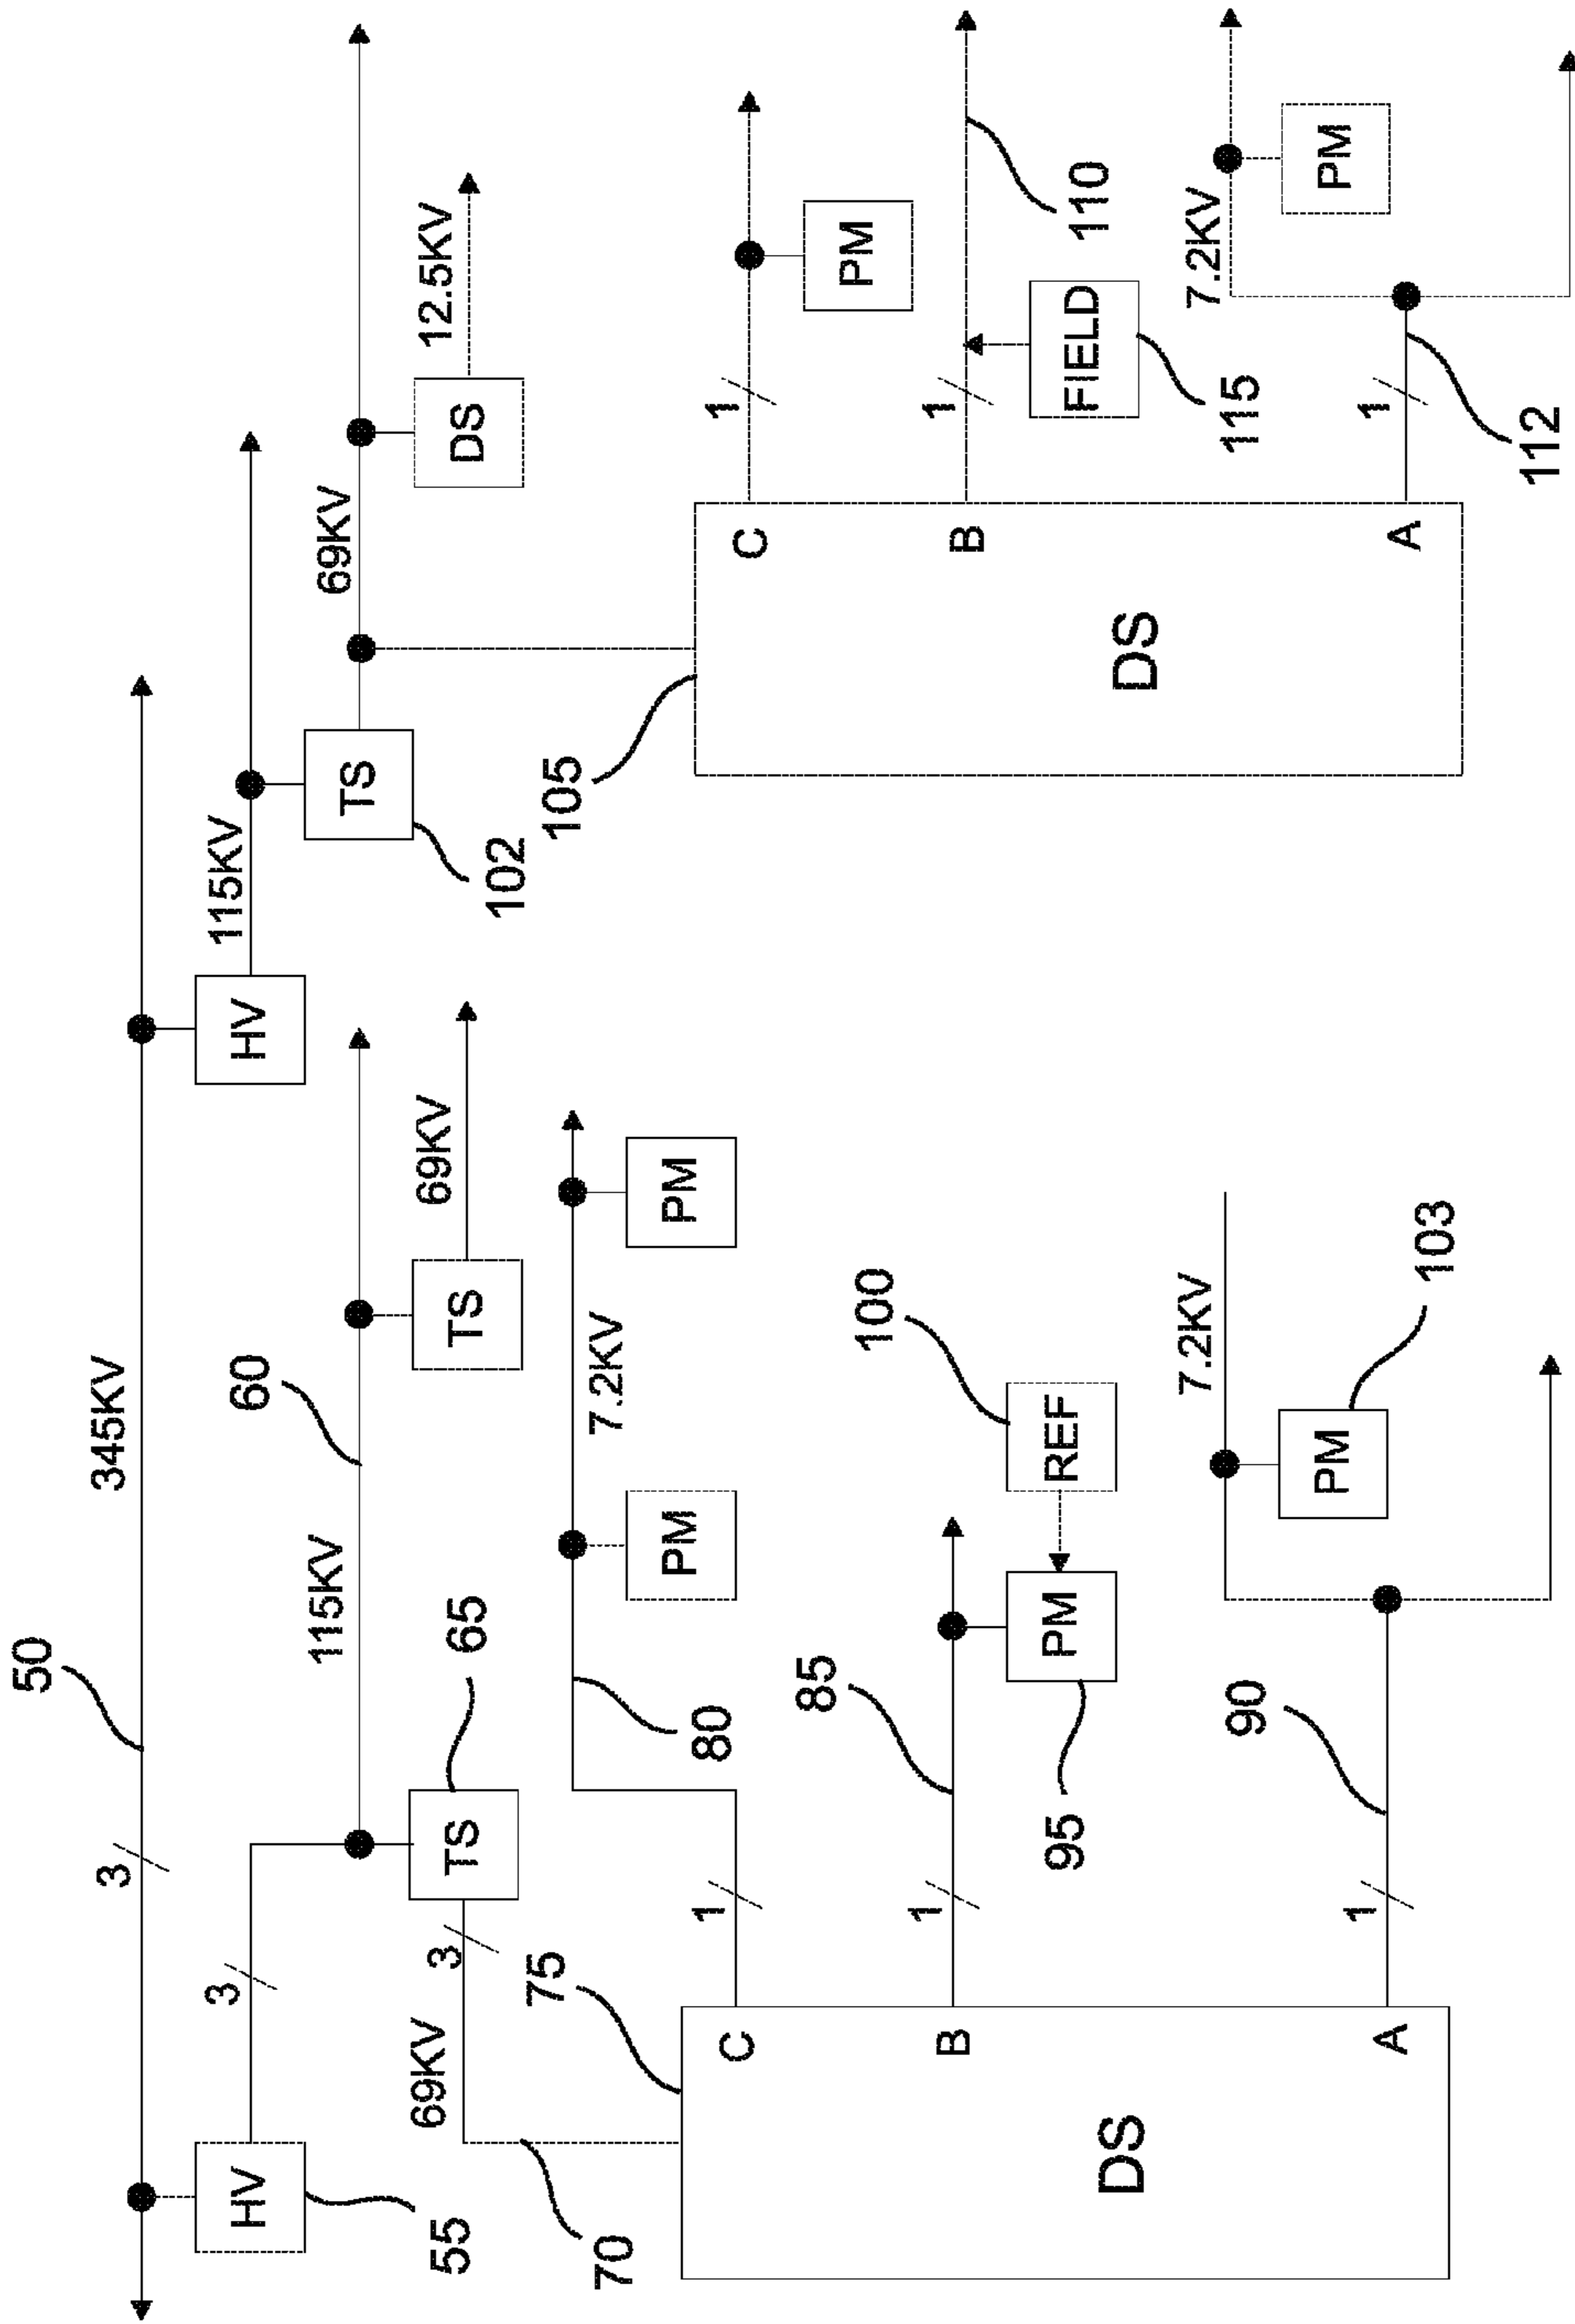 50
345KV
3
HV
55
3
HV
115KV
115KV
60
TS
65
TS
69KV
TS
102
69KV
DS
12.5KV
69KV
3
70
75
DS
C
B
A
1
80
7.2KV
PM
PM
1
85
PM
95
REF
100
1
90
7.2KV
PM
103
105
DS
C
B
A
1
PM
1
FIELD
115
110
1
112
7.2KV
PM